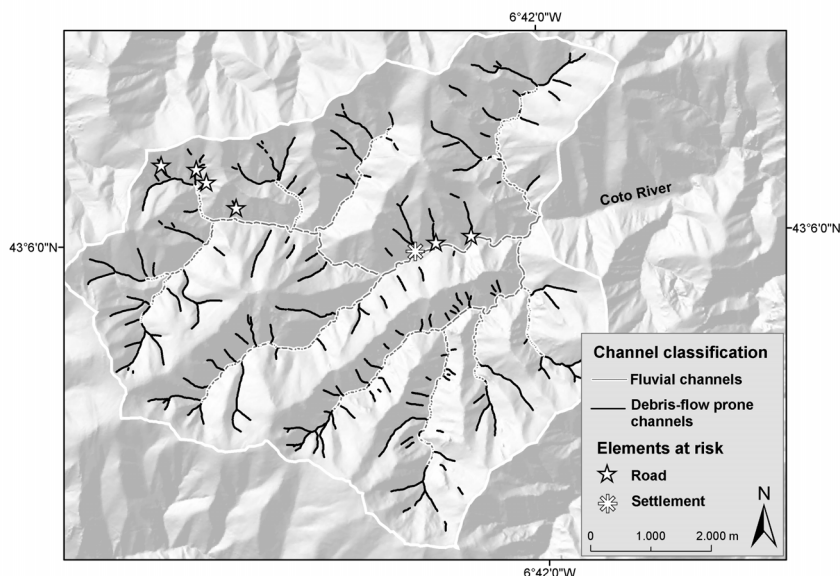 6°42'0"W
Coto River
43°6'0"N
43°6'0"N
Channel classification
Fluvial channels
Debris-flow prone
channels
Elements at risk
Road
Settlement
N
0 1.000 2.000 m
6°42'0"W